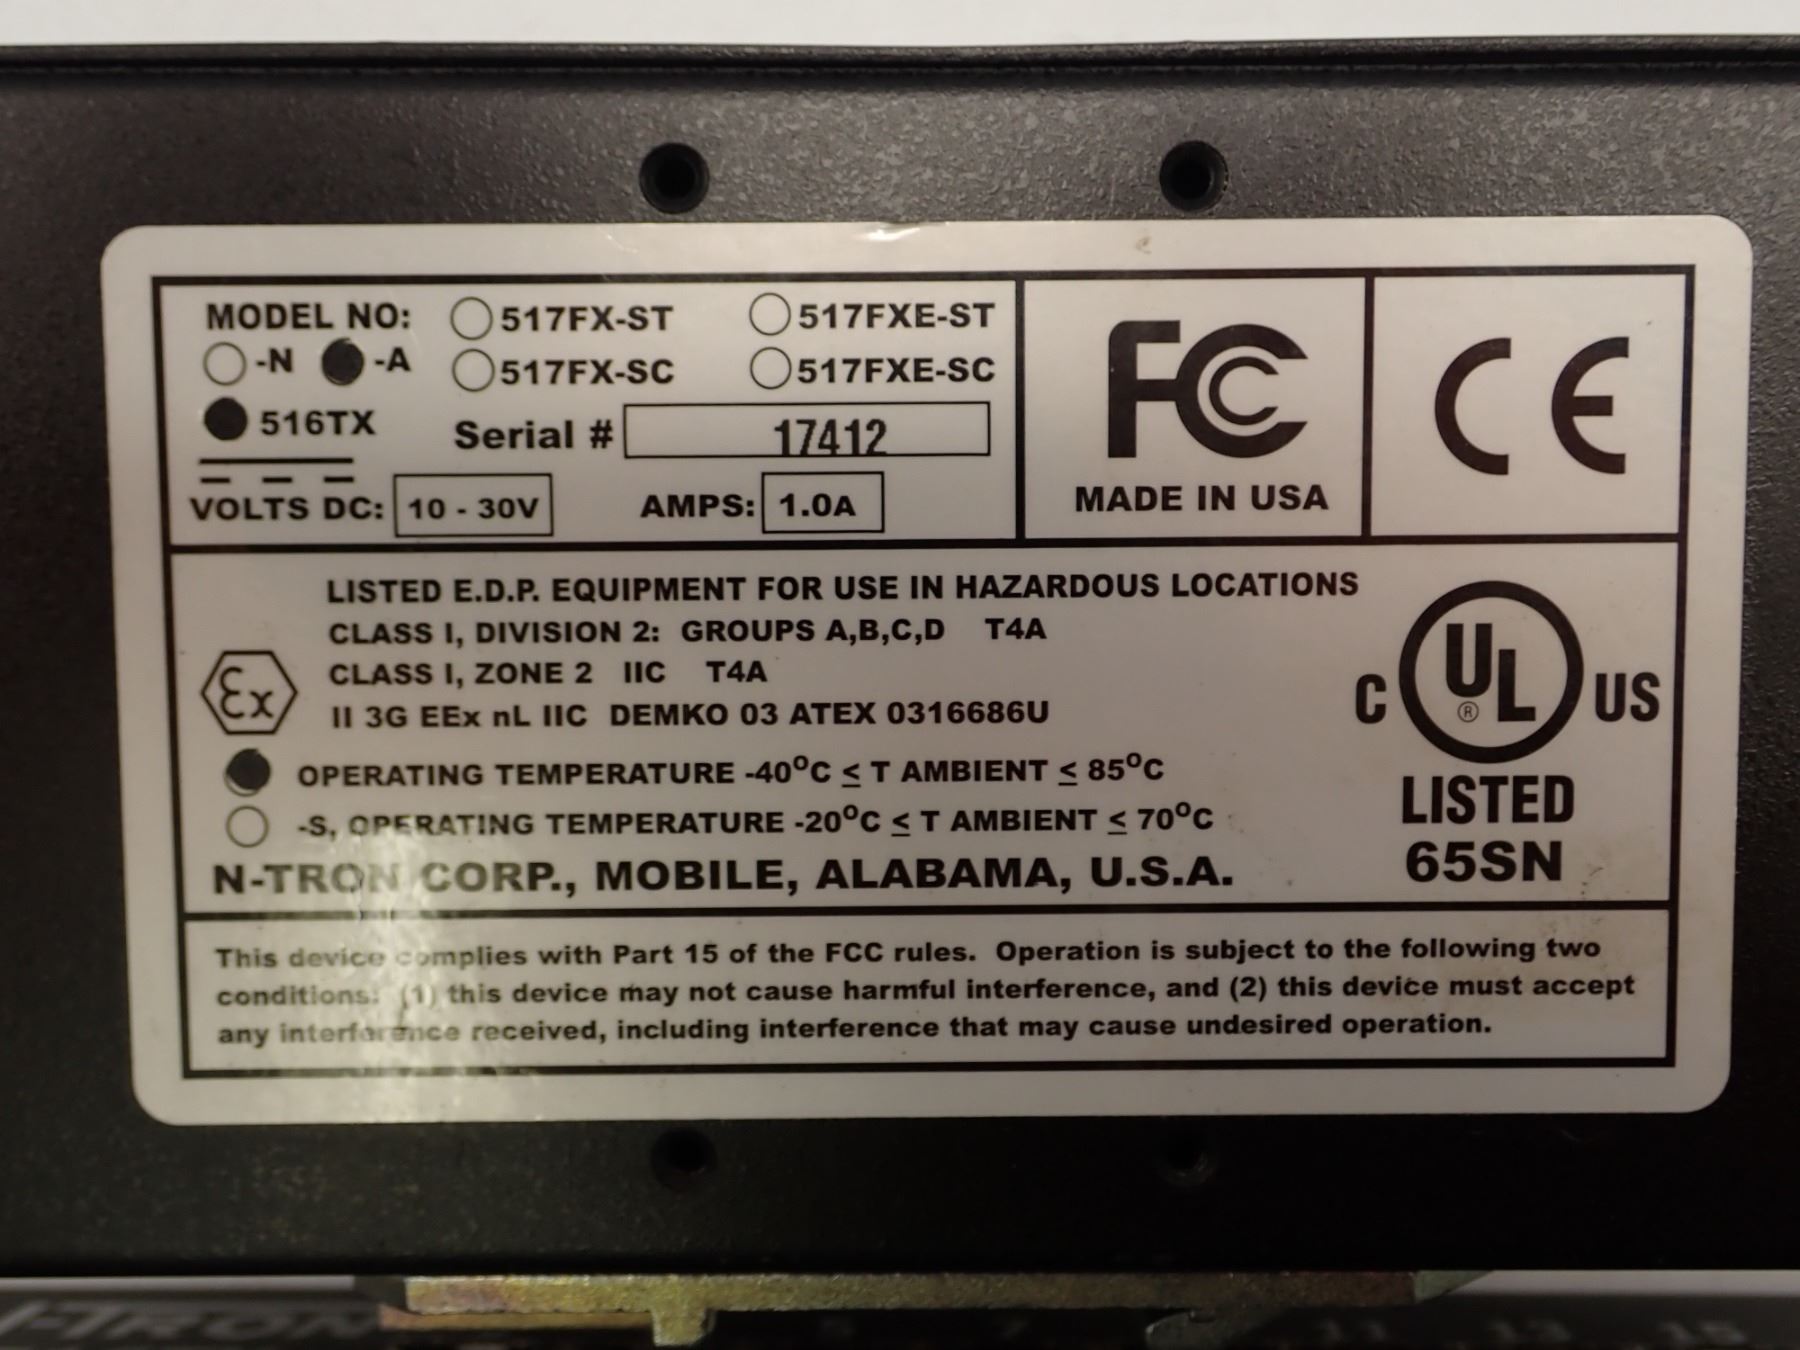 MODEL NO: 517FX-ST 517FXE-ST
-N -A 517FX-SC 517FXE-SC
516TX Serial # 17412
VOLTS DC: 10 - 30V AMPS: 1.0A
FC
MADE IN USA
CE
LISTED E.D.P. EQUIPMENT FOR USE IN HAZARDOUS LOCATIONS
CLASS I, DIVISION 2: GROUPS A,B,C,D T4A
CLASS I, ZONE 2 IIC T4A
II 3G EEx nL IIC DEMKO 03 ATEX 0316686U
Ex
OPERATING TEMPERATURE -40°C ≤ T AMBIENT ≤ 85°C
-S, OPERATING TEMPERATURE -20°C ≤ T AMBIENT ≤ 70°C
N-TRON CORP., MOBILE, ALABAMA, U.S.A.
C UL ® US
LISTED
65SN
This device complies with Part 15 of the FCC rules. Operation is subject to the following two
conditions: (1) this device may not cause harmful interference, and (2) this device must accept
any interference received, including interference that may cause undesired operation.
-TRON 11 13 15